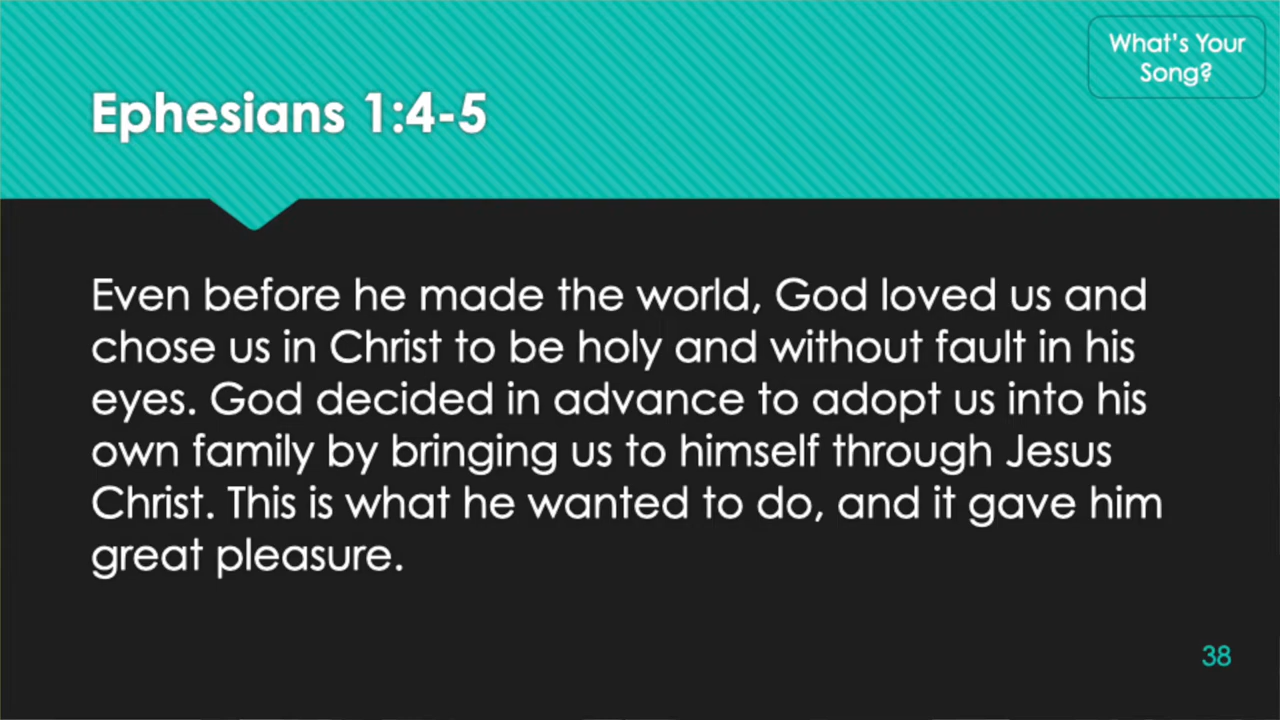 What's Your
Song?
Ephesians 1:4-5
Even before he made the world, God loved us and
chose us in Christ to be holy and without fault in his
eyes. God decided in advance to adopt us into his
own family by bringing us to himself through Jesus
Christ. This is what he wanted to do, and it gave him
great pleasure.
38